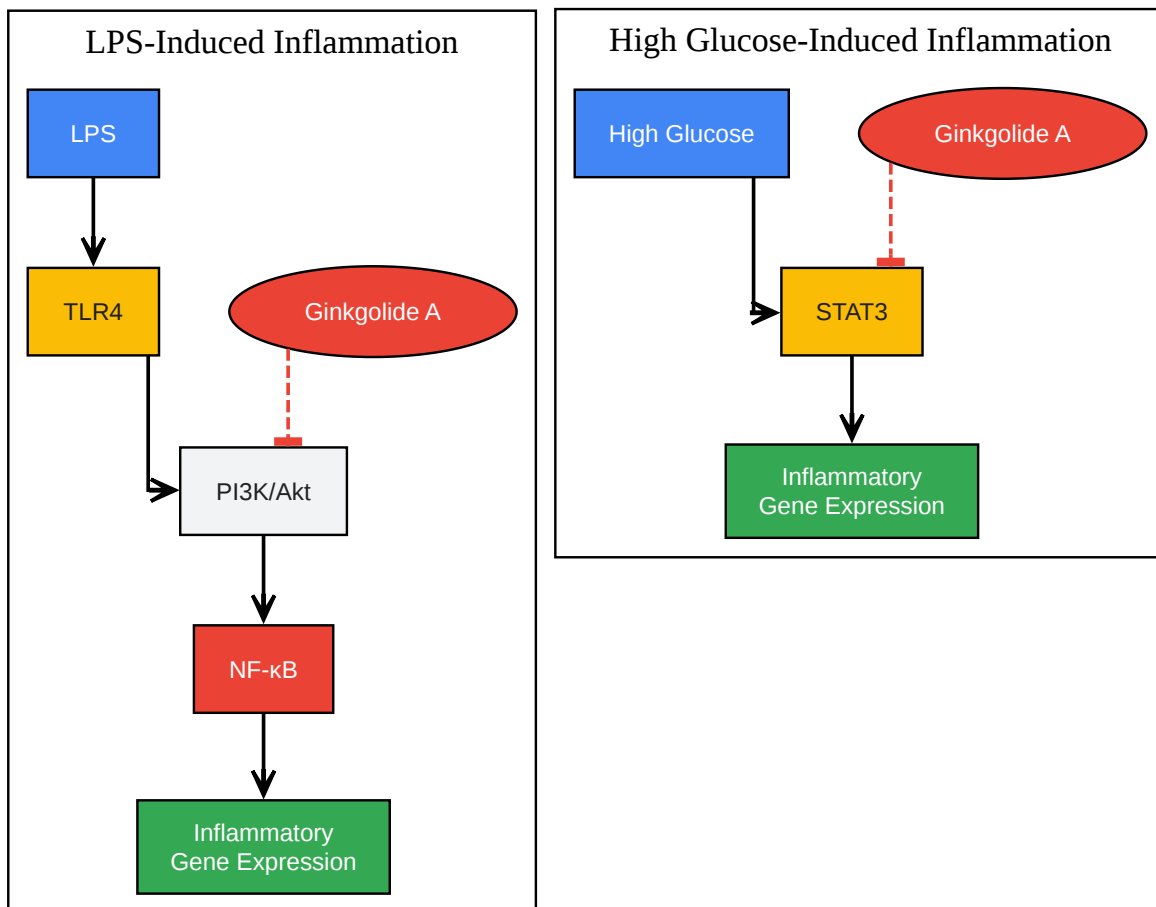 LPS-Induced Inflammation
LPS
TLR4
Ginkgolide A
PI3K/Akt
NF-κB
Inflammatory
Gene Expression
High Glucose-Induced Inflammation
High Glucose
Ginkgolide A
STAT3
Inflammatory
Gene Expression